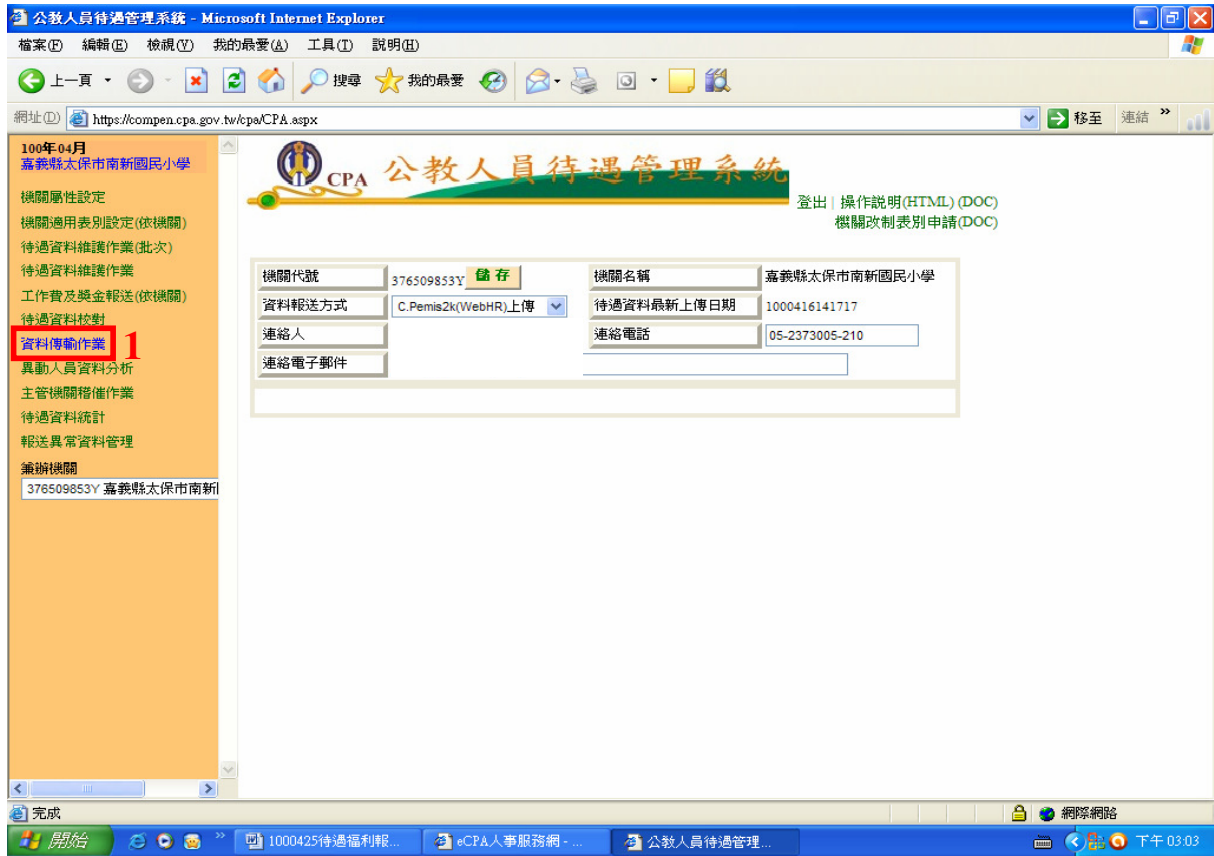 公教人員待遇管理系統 - Microsoft Internet Explorer
檔案(F) 編輯(E) 檢視(V) 我的最愛(A) 工具(T) 說明(H)
上一頁 搜尋 我的最愛
網址(D) https://compen.cpa.gov.tw/cpa/CPA.aspx 移至 連結 »
100年04月
嘉義縣太保市南新國民小學
機關屬性設定
機關適用表別設定(依機關)
待遇資料維護作業(批次)
待遇資料維護作業
工作費及獎金報送(依機關)
待遇資料校對
資料傳輸作業 1
異動人員資料分析
主管機關稽催作業
待遇資料統計
報送異常資料管理
兼辦機關
376509853Y 嘉義縣太保市南新
CPA 公教人員待遇管理系統
登出 | 操作說明(HTML) (DOC)
機關改制表別申請(DOC)
機關代號 376509853Y 儲存 機關名稱 嘉義縣太保市南新國民小學
資料報送方式 C.Pemis2k(WebHR)上傳 待遇資料最新上傳日期 1000416141717
連絡人 連絡電話 05-2373005-210
連絡電子郵件
完成 網際網路
開始 » 1000425待遇福利報... eCPA人事服務網 - ... 公教人員待遇管理... 下午 03:03